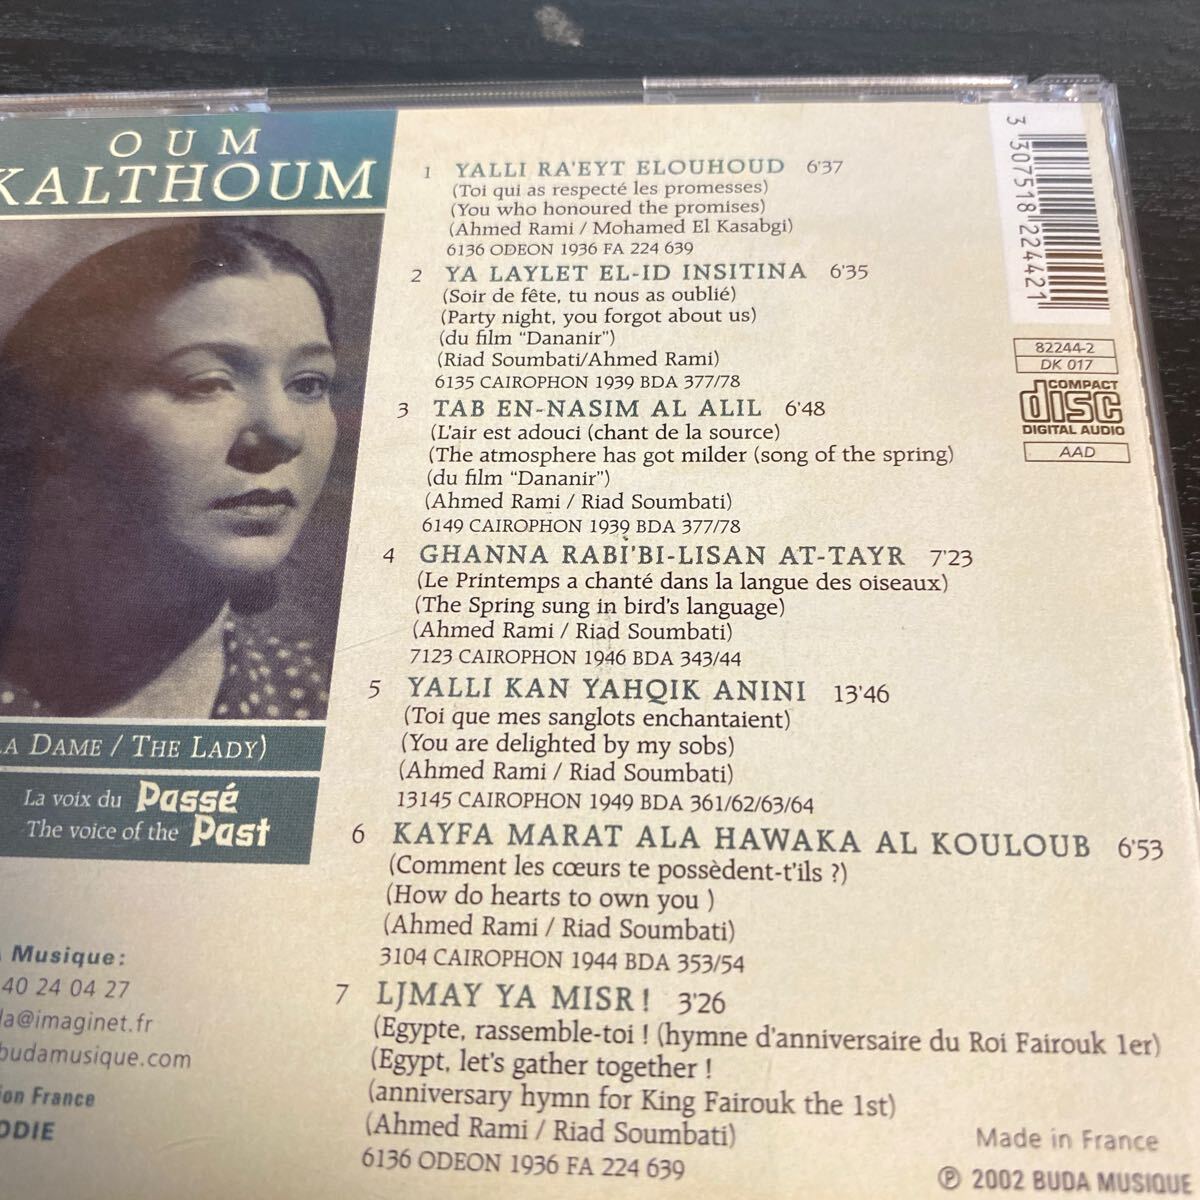 OUM
KALTHOUM
DAME / THE LADY)
La voix du Passé
The voice of the Past
Musique:
40 24 04 27
@imaginet.fr
budamusique.com
France
1 YALLI RA'EYT ELOUHOUD 6'37
(Toi qui as respecté les promesses)
(You who honoured the promises)
(Ahmed Rami / Mohamed El Kasabgi)
6136 ODEON 1936 FA 224 639
2 YA LAYLET EL-ID INSITINA 6'35
(Soir de fête, tu nous as oublié)
(Party night, you forgot about us)
(du film “Dananir”)
(Riad Soumbati/Ahmed Rami)
6135 CAIROPHON 1939 BDA 377/78
3 TAB EN-NASIM AL ALIL 6'48
(L'air est adouci (chant de la source)
(The atmosphere has got milder (song of the spring)
(du film “Dananir”)
(Ahmed Rami / Riad Soumbati)
6149 CAIROPHON 1939 BDA 377/78
4 GHANNA RABI'BI-LISAN AT-TAYR 7'23
(Le Printemps a chanté dans la langue des oiseaux)
(The Spring sung in bird's language)
(Ahmed Rami / Riad Soumbati)
7123 CAIROPHON 1946 BDA 343/44
5 YALLI KAN YAHQIK ANINI 13'46
(Toi que mes sanglots enchantaient)
(You are delighted by my sobs)
(Ahmed Rami / Riad Soumbati)
13145 CAIROPHON 1949 BDA 361/62/63/64
6 KAYFA MARAT ALA HAWAKA AL KOULOUB 6'53
(Comment les cœurs te possèdent-t'ils ?)
(How do hearts to own you )
(Ahmed Rami / Riad Soumbati)
3104 CAIROPHON 1944 BDA 353/54
7 LJMAY YA MISR! 3'26
(Egypte, rassemble-toi ! (hymne d'anniversaire du Roi Fairouk 1er)
(Egypt, let's gather together !
(anniversary hymn for King Fairouk the 1st)
(Ahmed Rami / Riad Soumbati)
6136 ODEON 1936 FA 224 639
3 307518 224421
82244-2
DK 017
COMPACT
disc
DIGITAL AUDIO
AAD
Made in France
℗ 2002 BUDA MUSIQUE